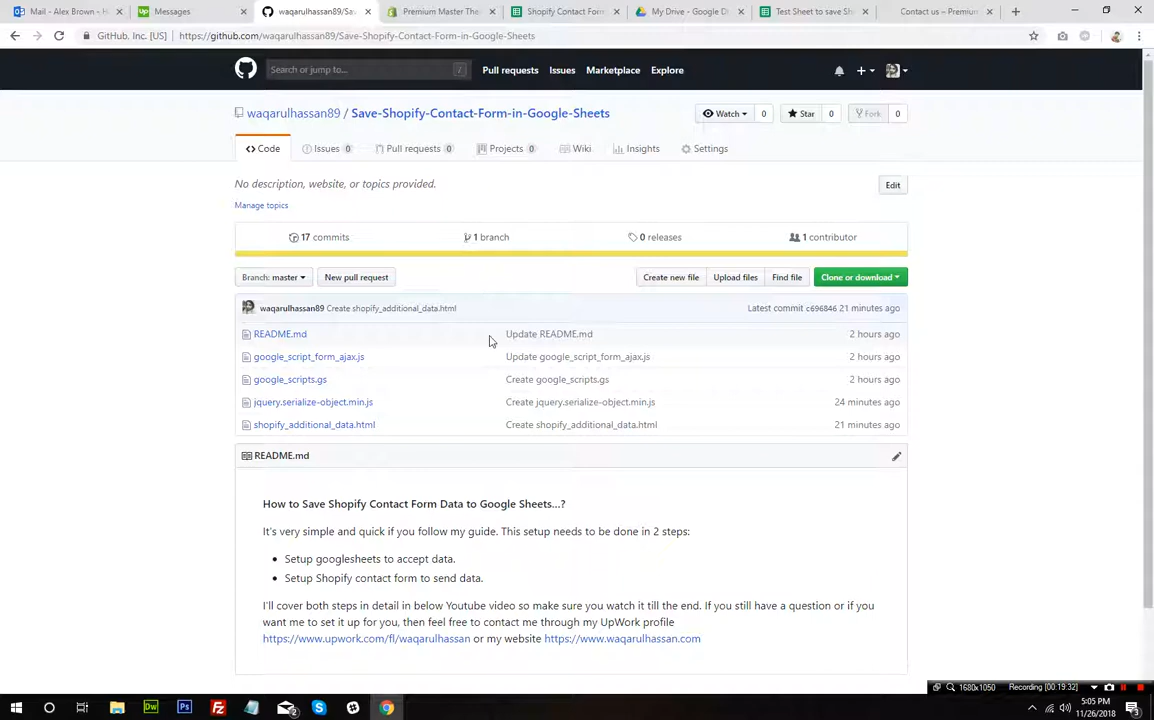 Mail - Alex Brown - H
Messages
waqarulhassan89/Sav
Premium Master The
Shopify Contact Form
My Drive - Google D
Test Sheet to save Sh
Contact us – Premium
GitHub, Inc. [US] | https://github.com/waqarulhassan89/Save-Shopify-Contact-Form-in-Google-Sheets
Search or jump to... /
Pull requests Issues Marketplace Explore
waqarulhassan89 / Save-Shopify-Contact-Form-in-Google-Sheets
Watch 0 Star 0 Fork 0
Code Issues 0 Pull requests 0 Projects 0 Wiki Insights Settings
No description, website, or topics provided. Edit
Manage topics
17 commits 1 branch 0 releases 1 contributor
Branch: master New pull request Create new file Upload files Find file Clone or download
waqarulhassan89 Create shopify_additional_data.html Latest commit c696846 21 minutes ago
README.md Update README.md 2 hours ago
google_script_form_ajax.js Update google_script_form_ajax.js 2 hours ago
google_scripts.gs Create google_scripts.gs 2 hours ago
jquery.serialize-object.min.js Create jquery.serialize-object.min.js 24 minutes ago
shopify_additional_data.html Create shopify_additional_data.html 21 minutes ago
README.md
How to Save Shopify Contact Form Data to Google Sheets...?
It's very simple and quick if you follow my guide. This setup needs to be done in 2 steps:
• Setup googlesheets to accept data.
• Setup Shopify contact form to send data.
I'll cover both steps in detail in below Youtube video so make sure you watch it till the end. If you still have a question or if you
want me to set it up for you, then feel free to contact me through my UpWork profile
https://www.upwork.com/fl/waqarulhassan or my website https://www.waqarulhassan.com
1680x1050 Recording [00:19:32]
5:05 PM
11/26/2018